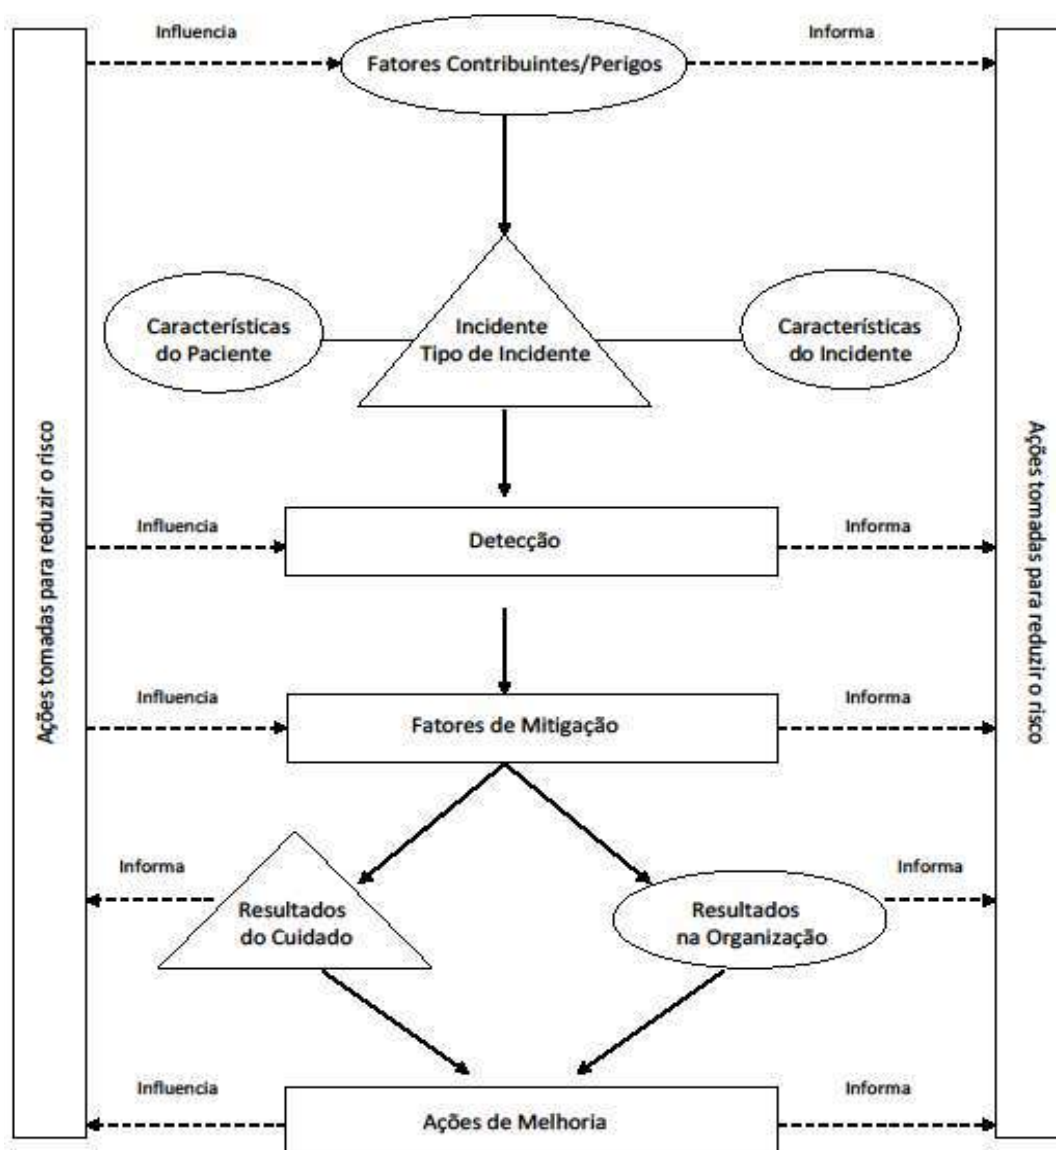 Influencia
Informa
Fatores Contribuintes/Perigos
Características
do Paciente
Incidente
Tipo de Incidente
Características
do Incidente
Ações tomadas para reduzir o risco
Ações tomadas para reduzir o risco
Influencia
Detecção
Informa
Influencia
Fatores de Mitigação
Informa
Informa
Resultados
do Cuidado
Resultados
na Organização
Informa
Influencia
Ações de Melhoria
Informa